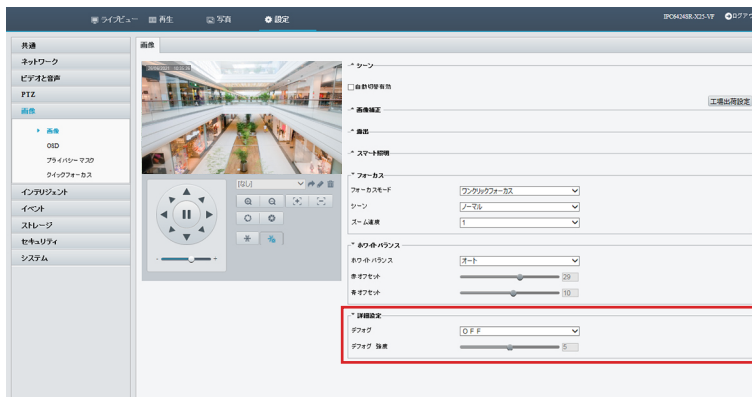 ライブビュー 再生 写真 設定 IPC6424SR-X25-VF ログアウ
共通
ネットワーク
ビデオと音声
PTZ
画像
画像
OSD
プライバシーマスク
クイックフォーカス
インテリジェント
イベント
ストレージ
セキュリティ
システム
画像
[なし]
- +
シーン
自動切替有効
工場出荷設定
画像補正
露出
スマート照明
フォーカス
フォーカスモード ワンクリックフォーカス
シーン ノーマル
ズーム速度 1
ホワイトバランス
ホワイトバランス オート
赤オフセット 29
青オフセット 10
詳細設定
デフォグ OFF
デフォグ 強度 5